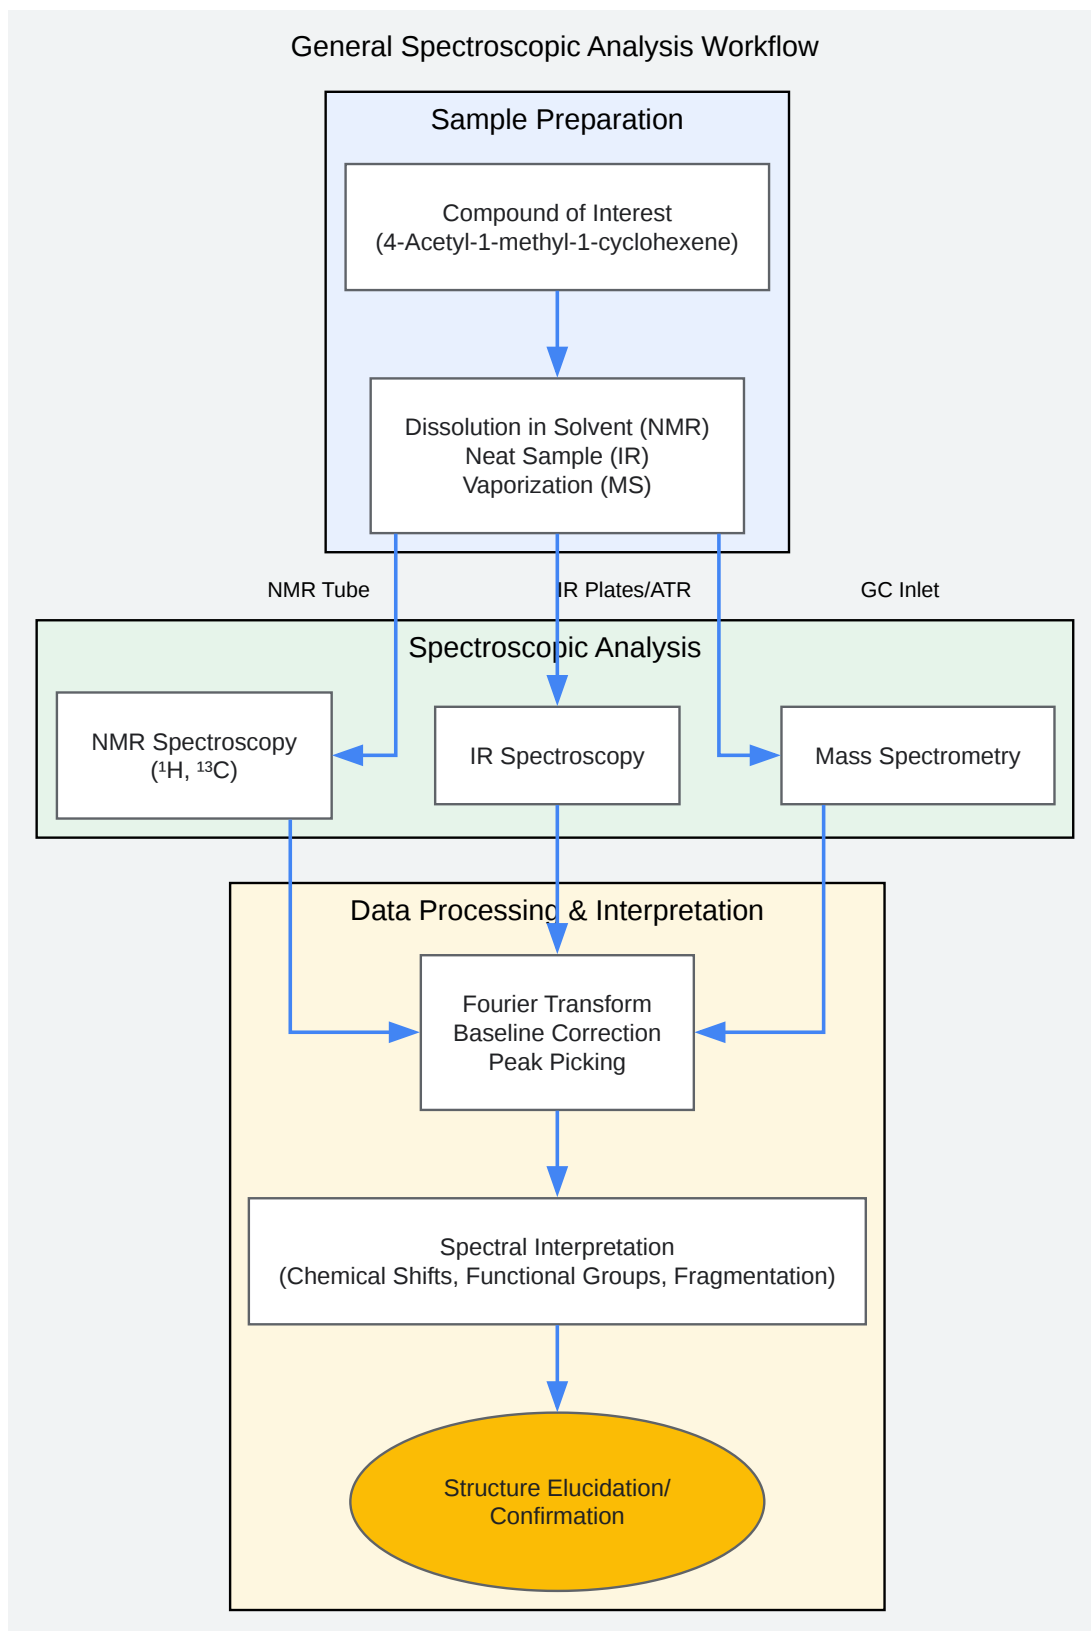 General Spectroscopic Analysis Workflow
Sample Preparation
Compound of Interest
(4-Acetyl-1-methyl-1-cyclohexene)
Dissolution in Solvent (NMR)
Neat Sample (IR)
Vaporization (MS)
NMR Tube
IR Plates/ATR
GC Inlet
Spectroscopic Analysis
NMR Spectroscopy
(¹H, ¹³C)
IR Spectroscopy
Mass Spectrometry
Data Processing & Interpretation
Fourier Transform
Baseline Correction
Peak Picking
Spectral Interpretation
(Chemical Shifts, Functional Groups, Fragmentation)
Structure Elucidation/
Confirmation